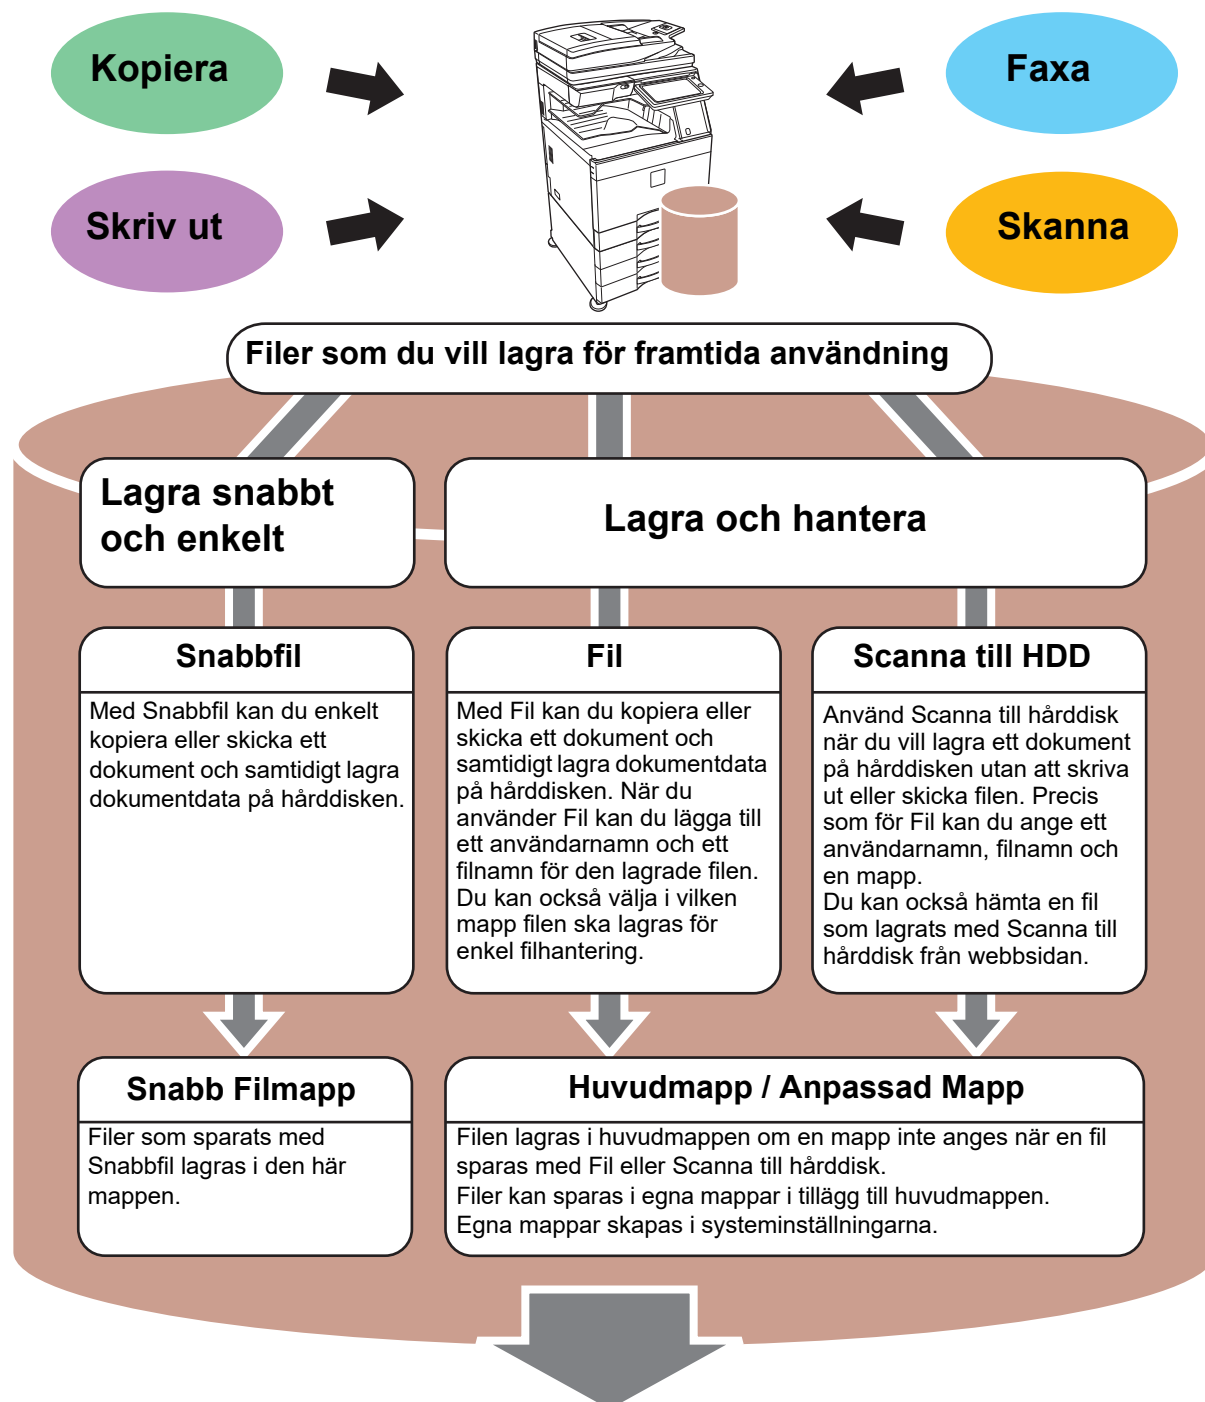 Kopiera
Faxa
Skriv ut
Skanna
Filer som du vill lagra för framtida användning
Lagra snabbt
och enkelt
Lagra och hantera
Snabbfil
Med Snabbfil kan du enkelt
kopiera eller skicka ett
dokument och samtidigt lagra
dokumentdata på hårddisken.
Fil
Med Fil kan du kopiera eller
skicka ett dokument och
samtidigt lagra dokumentdata
på hårddisken. När du
använder Fil kan du lägga till
ett användarnamn och ett
filnamn för den lagrade filen.
Du kan också välja i vilken
mapp filen ska lagras för
enkel filhantering.
Scanna till HDD
Använd Scanna till hårddisk
när du vill lagra ett dokument
på hårddisken utan att skriva
ut eller skicka filen. Precis
som för Fil kan du ange ett
användarnamn, filnamn och
en mapp.
Du kan också hämta en fil
som lagrats med Scanna till
hårddisk från webbsidan.
Snabb Filmapp
Filer som sparats med
Snabbfil lagras i den här
mappen.
Huvudmapp / Anpassad Mapp
Filen lagras i huvudmappen om en mapp inte anges när en fil
sparas med Fil eller Scanna till hårddisk.
Filer kan sparas i egna mappar i tillägg till huvudmappen.
Egna mappar skapas i systeminställningarna.